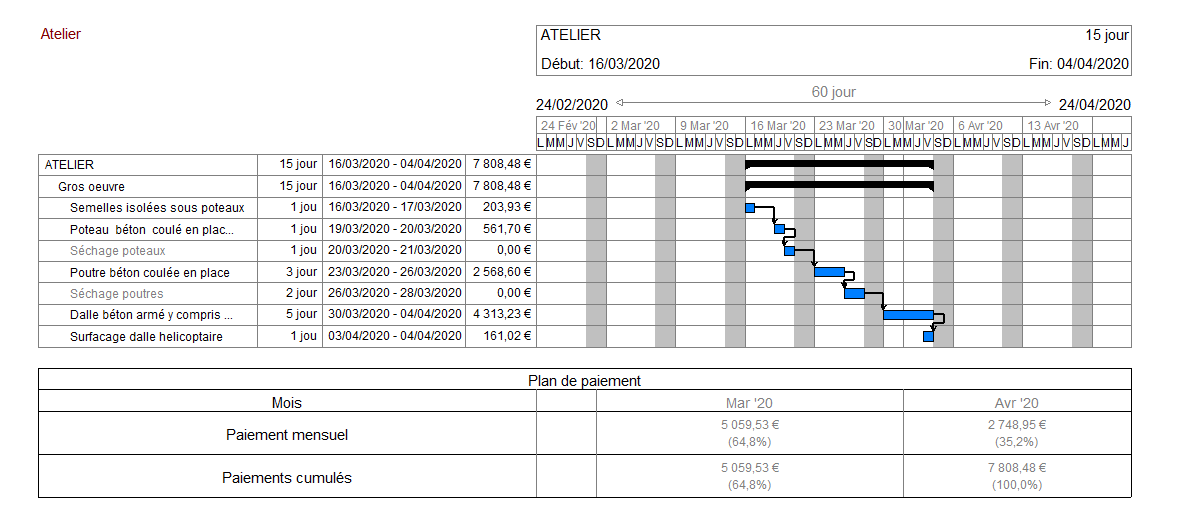 Atelier
ATELIER 15 jour
Début: 16/03/2020 Fin: 04/04/2020
60 jour
24/02/2020 24/04/2020
24 Fév '20 2 Mar '20 9 Mar '20 16 Mar '20 23 Mar '20 30 Mar '20 6 Avr '20 13 Avr '20
L M M J V S D L M M J V S D L M M J V S D L M M J V S D L M M J V S D L M M J V S D L M M J V S D L M M J V S D L M M J
ATELIER 15 jour 16/03/2020 - 04/04/2020 7 808,48 €
Gros oeuvre 15 jour 16/03/2020 - 04/04/2020 7 808,48 €
Semelles isolées sous poteaux 1 jou 16/03/2020 - 17/03/2020 203,93 €
Poteau béton coulé en plac... 1 jou 19/03/2020 - 20/03/2020 561,70 €
Séchage poteaux 1 jou 20/03/2020 - 21/03/2020 0,00 €
Poutre béton coulée en place 3 jour 23/03/2020 - 26/03/2020 2 568,60 €
Séchage poutres 2 jour 26/03/2020 - 28/03/2020 0,00 €
Dalle béton armé y compris ... 5 jour 30/03/2020 - 04/04/2020 4 313,23 €
Surfacage dalle helicoptaire 1 jou 03/04/2020 - 04/04/2020 161,02 €
Plan de paiement
Mois Mar '20 Avr '20
Paiement mensuel 5 059,53 € 2 748,95 €
(64,8%) (35,2%)
Paiements cumulés 5 059,53 € 7 808,48 €
(64,8%) (100,0%)